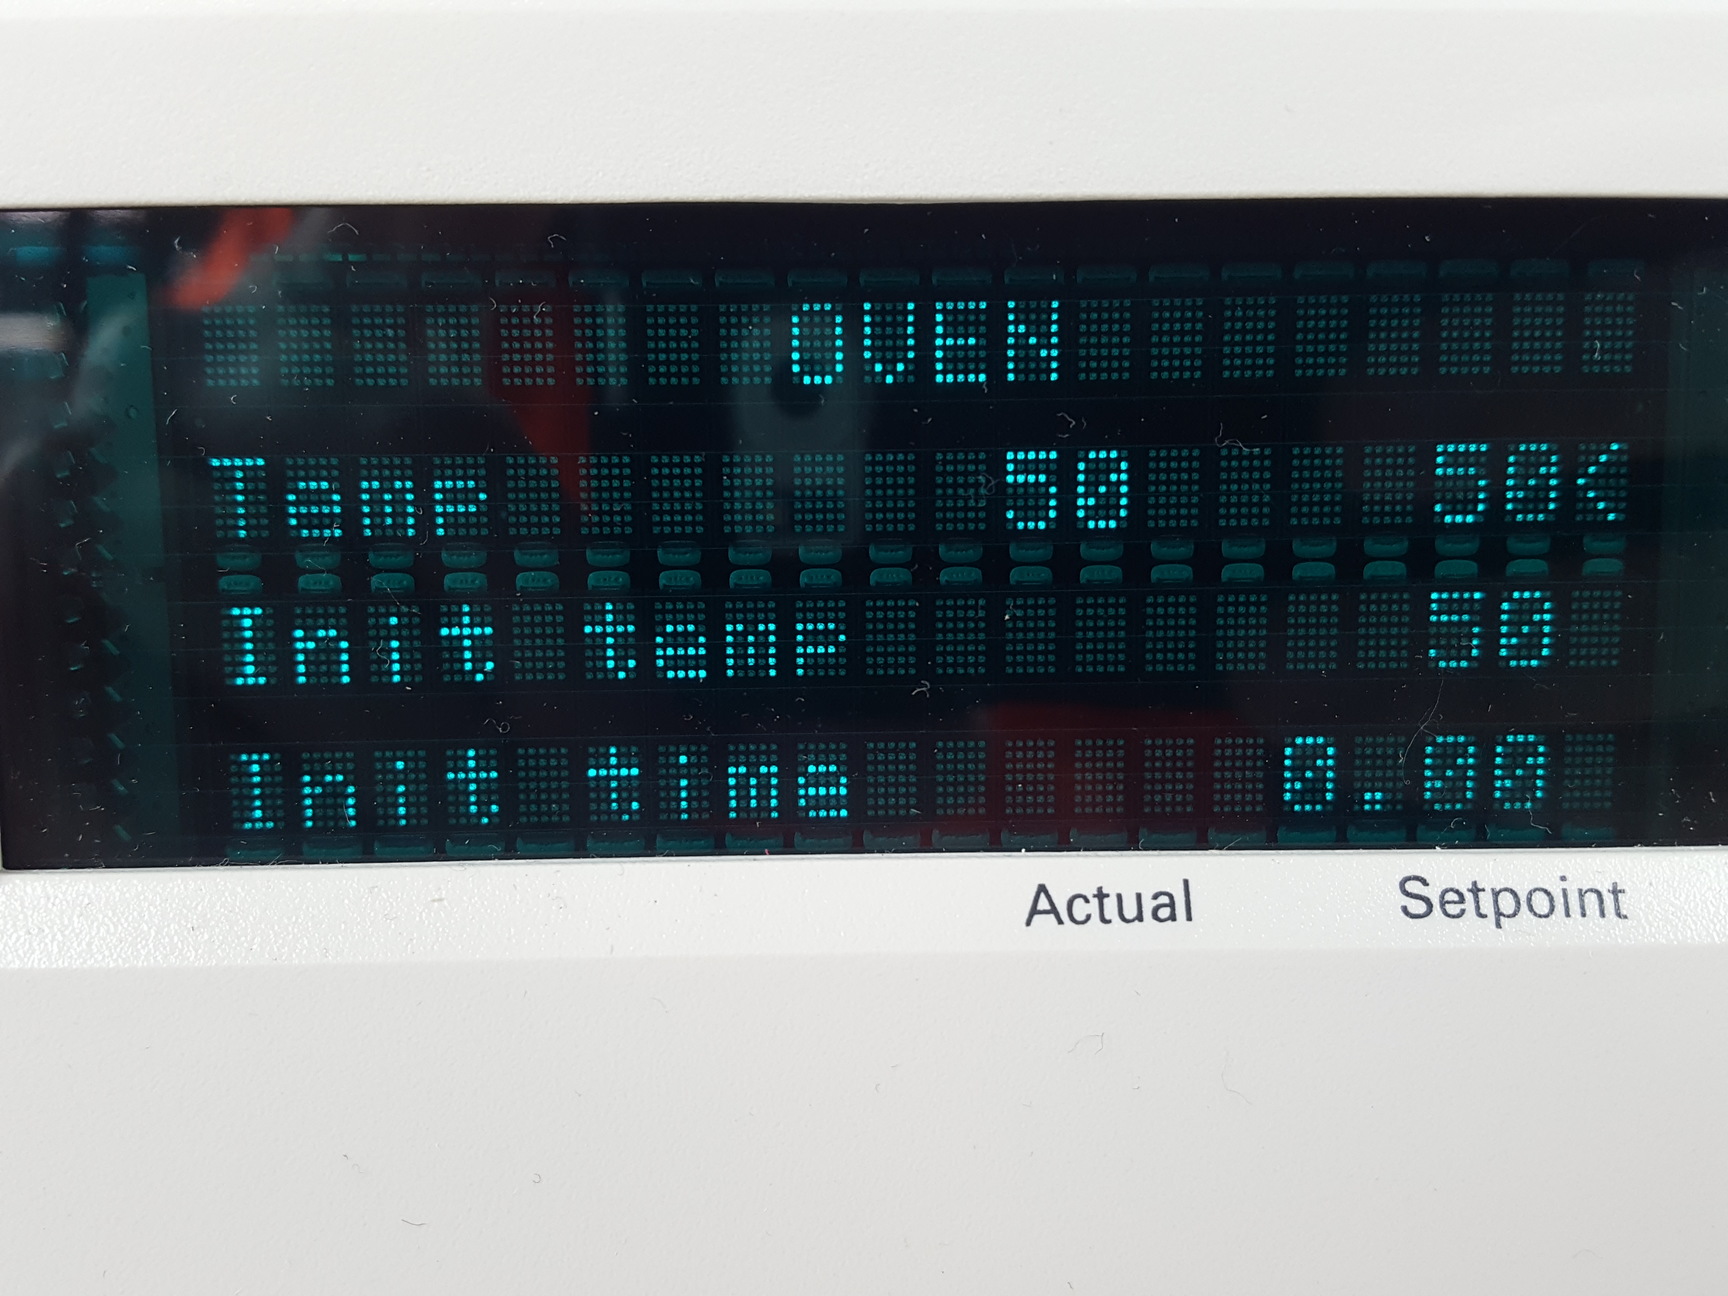 OVEN
Temp 50 50<
Init temp 50
Init time 0.00
Actual Setpoint